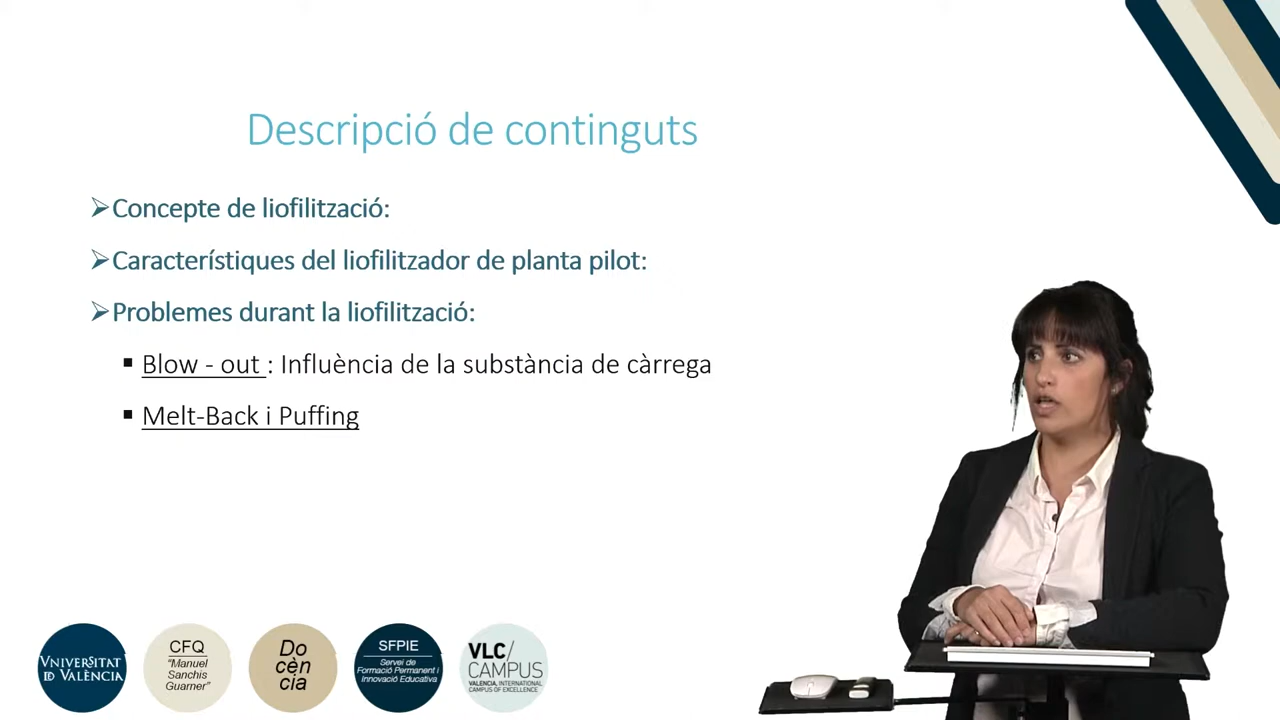 Descripció de continguts
➢Concepte de liofilització:
➢Característiques del liofilitzador de planta pilot:
➢Problemes durant la liofilització:
▪ Blow - out : Influència de la substància de càrrega
▪ Melt-Back i Puffing
VNIVERSITAT
ID VALÈNCIA
CFQ
"Manuel
Sanchis
Guarner"
Do
cèn
cia
SFPIE
Servei de
Formació Permanent i
Innovació Educativa
VLC/
CAMPUS
VALENCIA, INTERNATIONAL
CAMPUS OF EXCELLENCE